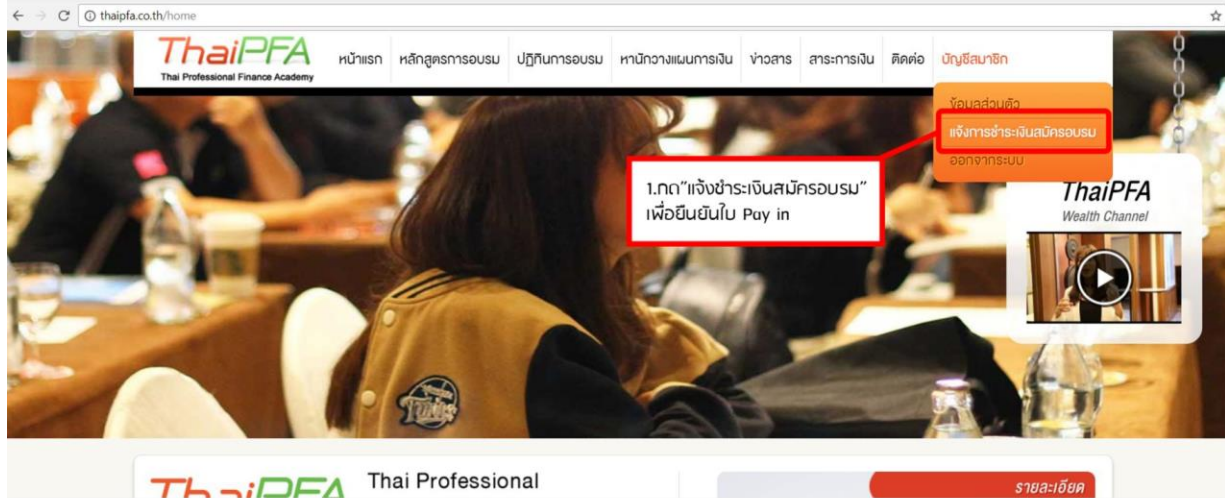 thaipfa.co.th/home
ThaiPFA
Thai Professional Finance Academy
หน้าแรก หลักสูตรการอบรม ปฏิทินการอบรม หานักวางแผนการเงิน ข่าวสาร สาระการเงิน ติดต่อ บัญชีสมาชิก
ข้อมูลส่วนตัว
แจ้งการชำระเงินสมัครอบรม
ออกจากระบบ
1.กด"แจ้งชำระเงินสมัครอบรม"
เพื่อยืนยันใบ Pay in
ThaiPFA
Wealth Channel
ThaiPFA
Thai Professional
รายละเอียด